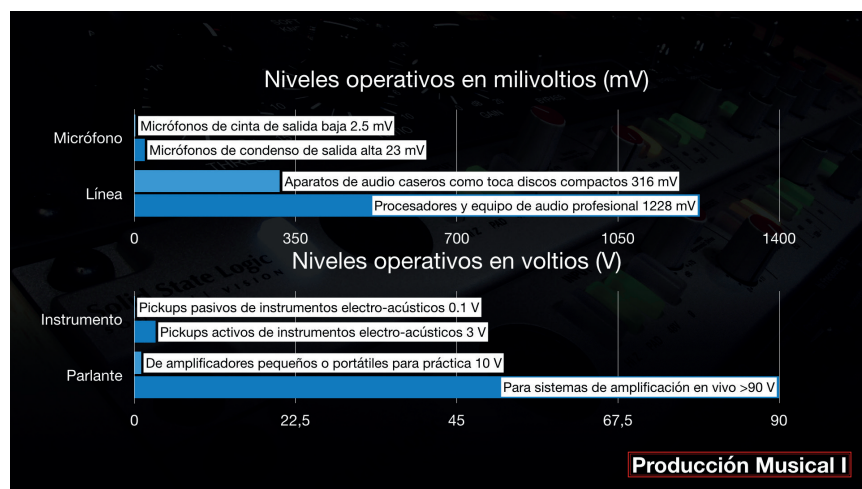 Niveles operativos en milivoltios (mV)
Micrófono
Micrófonos de cinta de salida baja 2.5 mV
Micrófonos de condenso de salida alta 23 mV
Línea
Aparatos de audio caseros como toca discos compactos 316 mV
Procesadores y equipo de audio profesional 1228 mV
0 350 700 1050 1400
Niveles operativos en voltios (V)
Instrumento
Pickups pasivos de instrumentos electro-acústicos 0.1 V
Pickups activos de instrumentos electro-acústicos 3 V
Parlante
De amplificadores pequeños o portátiles para práctica 10 V
Para sistemas de amplificación en vivo >90 V
0 22,5 45 67,5 90
Solid State Logic
Producción Musical I